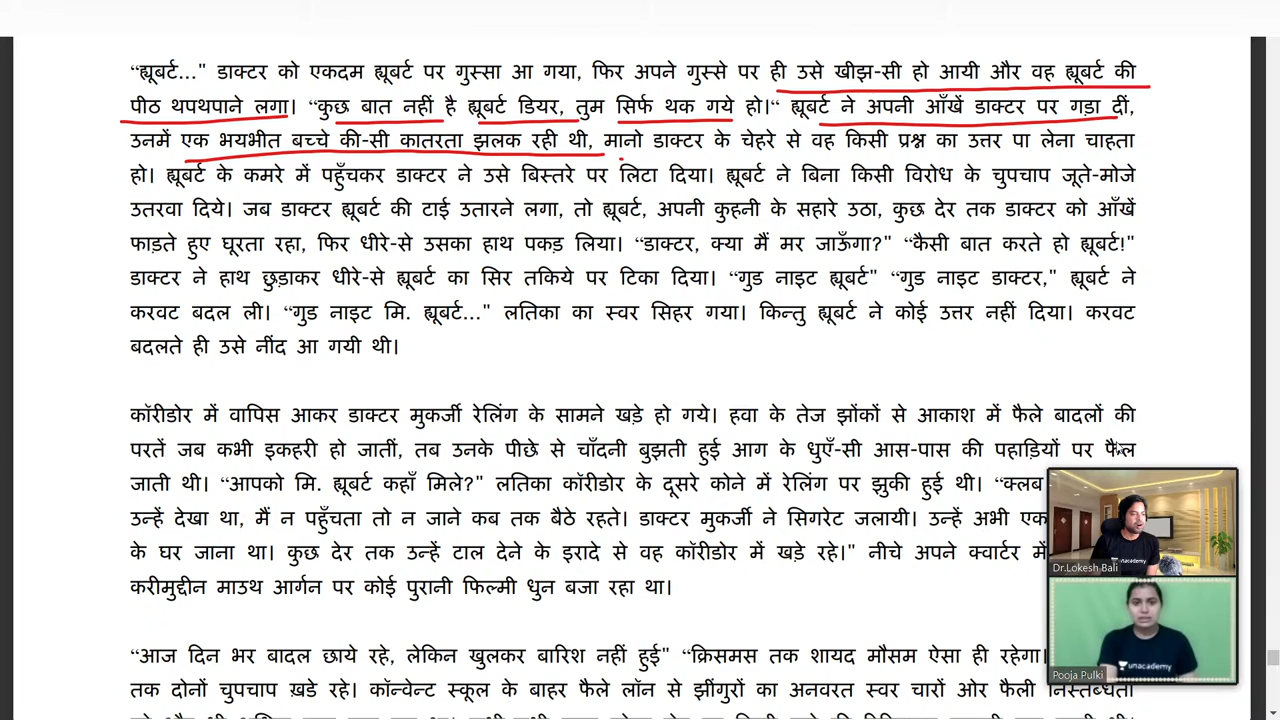 “ह्यूबर्ट..." डाक्टर को एकदम ह्यूबर्ट पर गुस्सा आ गया, फिर अपने गुस्से पर ही उसे खीझ-सी हो आयी और वह ह्यूबर्ट की
पीठ थपथपाने लगा। “कुछ बात नहीं है ह्यूबर्ट डियर, तुम सिर्फ थक गये हो।“ ह्यूबर्ट ने अपनी आँखें डाक्टर पर गड़ा दीं,
उनमें एक भयभीत बच्चे की-सी कातरता झलक रही थी, मानो डाक्टर के चेहरे से वह किसी प्रश्न का उत्तर पा लेना चाहता
हो। ह्यूबर्ट के कमरे में पहुँचकर डाक्टर ने उसे बिस्तरे पर लिटा दिया। ह्यूबर्ट ने बिना किसी विरोध के चुपचाप जूते-मोजे
उतरवा दिये। जब डाक्टर ह्यूबर्ट की टाई उतारने लगा, तो ह्यूबर्ट, अपनी कुहनी के सहारे उठा, कुछ देर तक डाक्टर को आँखें
फाड़ते हुए घूरता रहा, फिर धीरे-से उसका हाथ पकड़ लिया। “डाक्टर, क्या मैं मर जाऊँगा?" “कैसी बात करते हो ह्यूबर्ट!"
डाक्टर ने हाथ छुड़ाकर धीरे-से ह्यूबर्ट का सिर तकिये पर टिका दिया। “गुड नाइट ह्यूबर्ट" “गुड नाइट डाक्टर," ह्यूबर्ट ने
करवट बदल ली। “गुड नाइट मि. ह्यूबर्ट..." लतिका का स्वर सिहर गया। किन्तु ह्यूबर्ट ने कोई उत्तर नहीं दिया। करवट
बदलते ही उसे नींद आ गयी थी।
कॉरीडोर में वापिस आकर डाक्टर मुकर्जी रेलिंग के सामने खड़े हो गये। हवा के तेज झोंकों से आकाश में फैले बादलों की
परतें जब कभी इकहरी हो जातीं, तब उनके पीछे से चाँदनी बुझती हुई आग के धुएँ-सी आस-पास की पहाड़ियों पर फैल
जाती थी। “आपको मि. ह्यूबर्ट कहाँ मिले?" लतिका कॉरीडोर के दूसरे कोने में रेलिंग पर झुकी हुई थी। “क्लब
उन्हें देखा था, मैं न पहुँचता तो न जाने कब तक बैठे रहते। डाक्टर मुकर्जी ने सिगरेट जलायी। उन्हें अभी एक
के घर जाना था। कुछ देर तक उन्हें टाल देने के इरादे से वह कॉरीडोर में खड़े रहे।" नीचे अपने क्वार्टर में
करीमुद्दीन माउथ आर्गन पर कोई पुरानी फिल्मी धुन बजा रहा था।
“आज दिन भर बादल छाये रहे, लेकिन खुलकर बारिश नहीं हुई" “क्रिसमस तक शायद मौसम ऐसा ही रहेगा।
तक दोनों चुपचाप खड़े रहे। कॉन्वेन्ट स्कूल के बाहर फैले लॉन से झींगुरों का अनवरत स्वर चारों ओर फैली निस्तब्धता
unacademy
Dr.Lokesh Bali
unacademy
Pooja Pulki